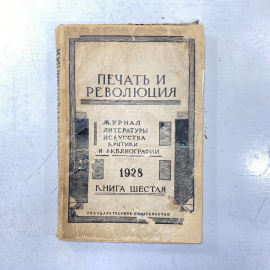 ПЕЧАТЬ И
РЕВОЛЮЦИЯ
ЖУРНАЛ
ЛИТЕРАТУРЫ
ИСКУССТВА
КРИТИКИ
И БИБЛИОГРАФИИ
1928
КНИГА ШЕСТАЯ
ГОСУДАРСТВЕННОЕ ИЗДАТЕЛЬСТВО